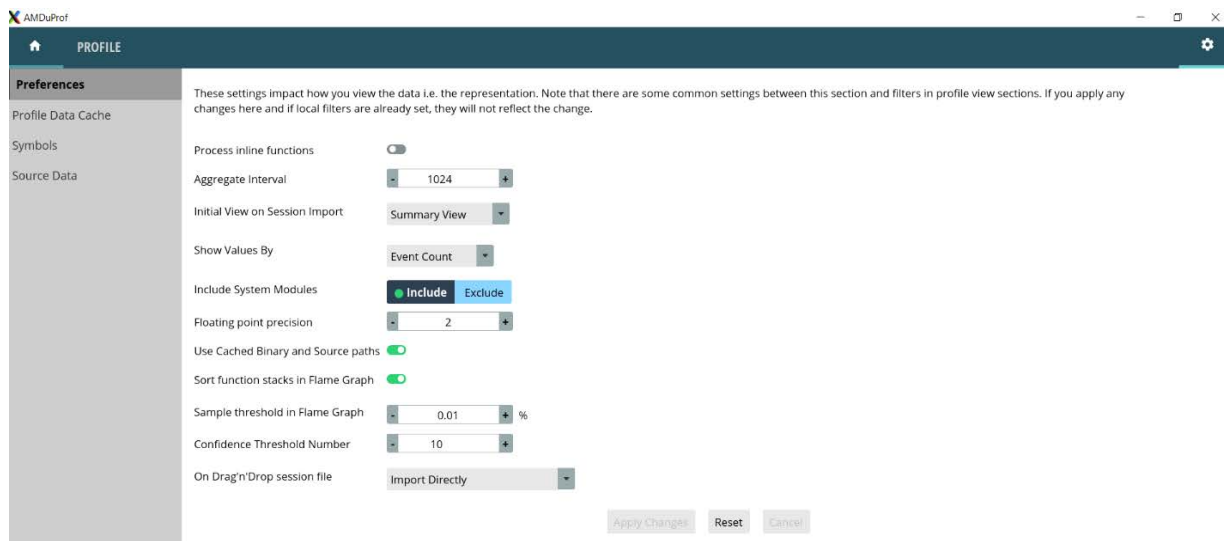 AMDuProf
PROFILE
Preferences
Profile Data Cache
Symbols
Source Data
These settings impact how you view the data i.e. the representation. Note that there are some common settings between this section and filters in profile view sections. If you apply any
changes here and if local filters are already set, they will not reflect the change.
Process inline functions
Aggregate Interval - 1024 +
Initial View on Session Import Summary View
Show Values By Event Count
Include System Modules Include Exclude
Floating point precision - 2 +
Use Cached Binary and Source paths
Sort function stacks in Flame Graph
Sample threshold in Flame Graph - 0.01 + %
Confidence Threshold Number - 10 +
On Drag'n'Drop session file Import Directly
Apply Changes Reset Cancel